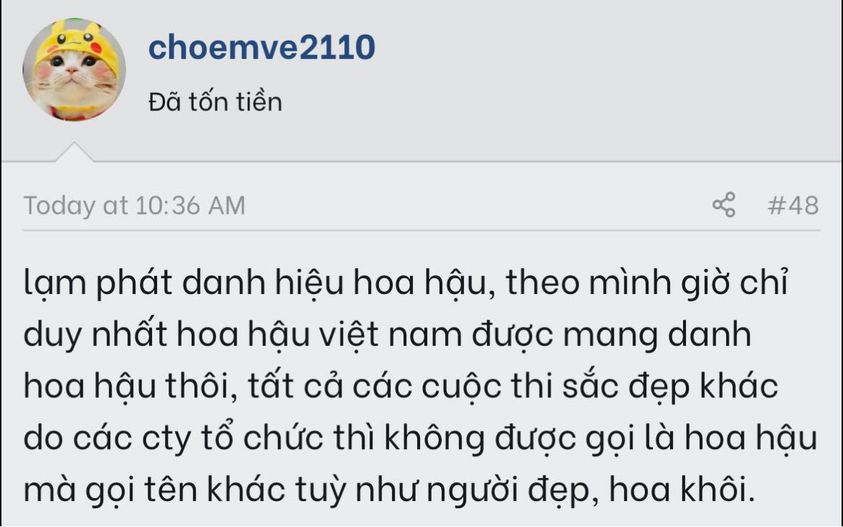 choemve2110
Đã tốn tiền
Today at 10:36 AM
#48
lạm phát danh hiệu hoa hậu, theo mình giờ chỉ
duy nhất hoa hậu việt nam được mang danh
hoa hậu thôi, tất cả các cuộc thi sắc đẹp khác
do các cty tổ chức thì không được gọi là hoa hậu
mà gọi tên khác tuỳ như người đẹp, hoa khôi.